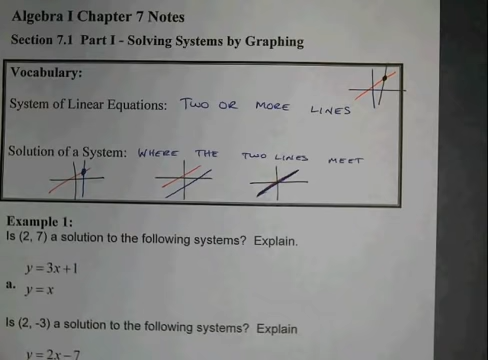 Algebra I Chapter 7 Notes
Section 7.1 Part I - Solving Systems by Graphing
Vocabulary:
System of Linear Equations: TWO OR MORE LINES
Solution of a System: WHERE THE TWO LINES MEET
Example 1:
Is (2, 7) a solution to the following systems? Explain.
y = 3x + 1
a. y = x
Is (2, -3) a solution to the following systems? Explain
y = 2x - 7